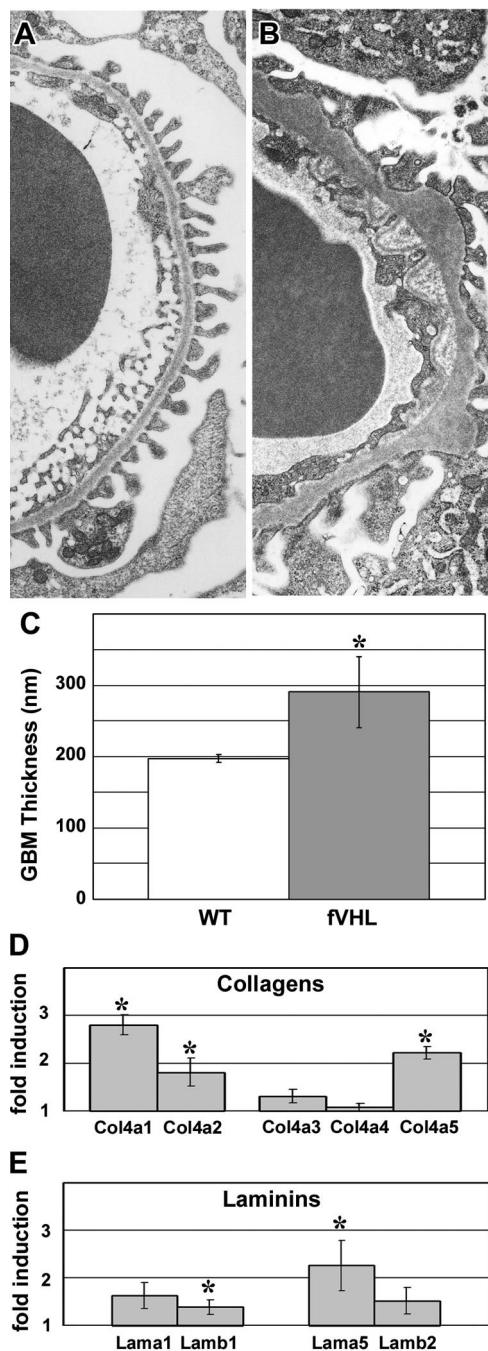 A B
C
GBM Thickness (nm)
300
200
100
0
WT fVHL
*
D
Collagens
fold induction
3
2
1
* * *
Col4a1 Col4a2 Col4a3 Col4a4 Col4a5
E
Laminins
fold induction
3
2
1
* *
Lama1 Lamb1 Lama5 Lamb2